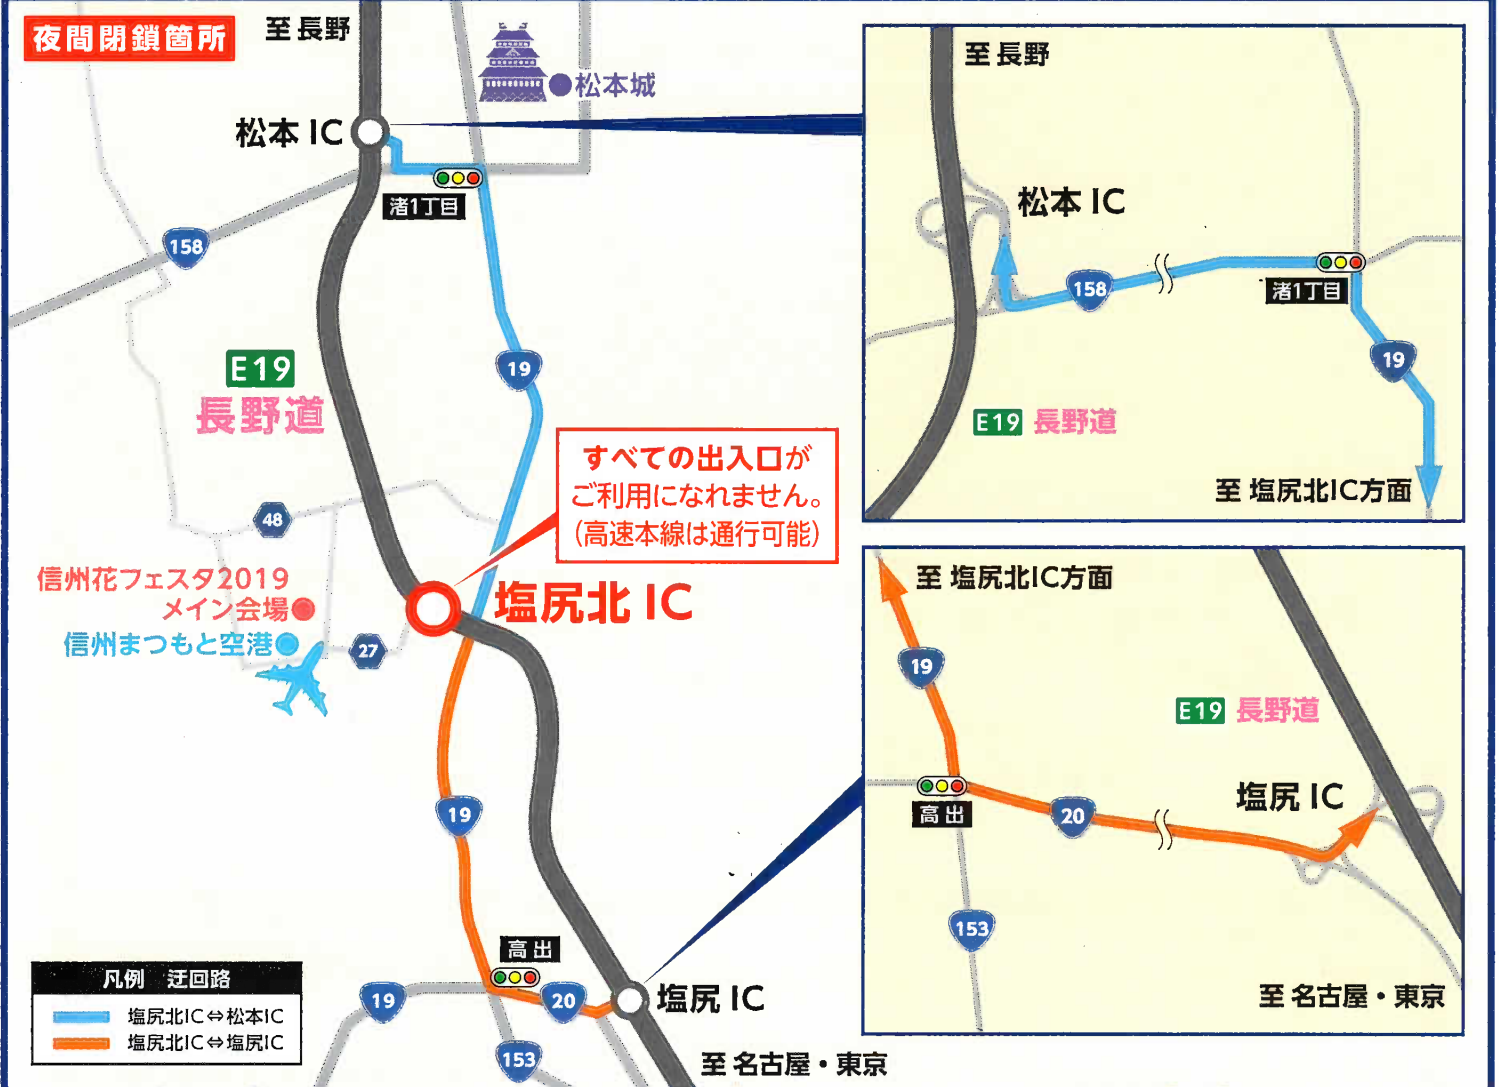 夜間閉鎖箇所
至 長野
松本城
松本 IC
渚1丁目
158
E19
長野道
19
すべての出入口が
ご利用になれません。
(高速本線は通行可能)
48
信州花フェスタ2019
メイン会場
信州まつもと空港
27
塩尻北 IC
19
高出
19
20
塩尻 IC
153
至 名古屋・東京
凡例 迂回路
塩尻北IC⇔松本IC
塩尻北IC⇔塩尻IC
至 長野
松本 IC
158
渚1丁目
19
E19 長野道
至 塩尻北IC方面
至 塩尻北IC方面
19
E19 長野道
高出
20
塩尻 IC
153
至 名古屋・東京